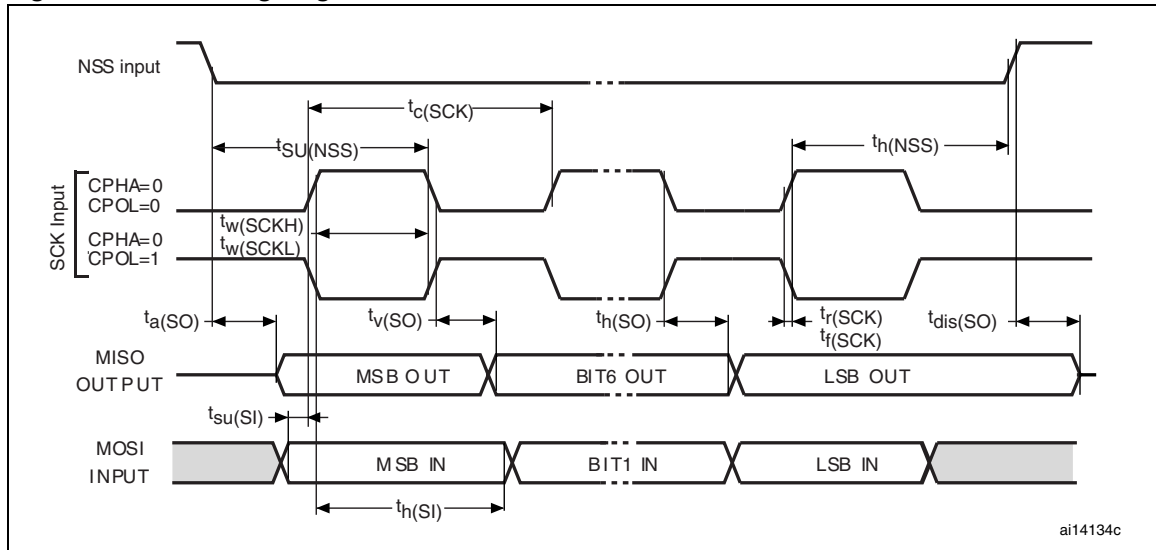 NSS input
tc(SCK)
tSU(NSS)
th(NSS)
SCK Input
CPHA=0
CPOL=0
tw(SCKH)
CPHA=0
tw(SCKL)
CPOL=1
ta(SO)
tv(SO)
th(SO)
tr(SCK)
tf(SCK)
tdis(SO)
MISO
OUTPUT
MSB OUT
BIT6 OUT
LSB OUT
tsu(SI)
MOSI
INPUT
MSB IN
BIT1 IN
LSB IN
th(SI)
ai14134c